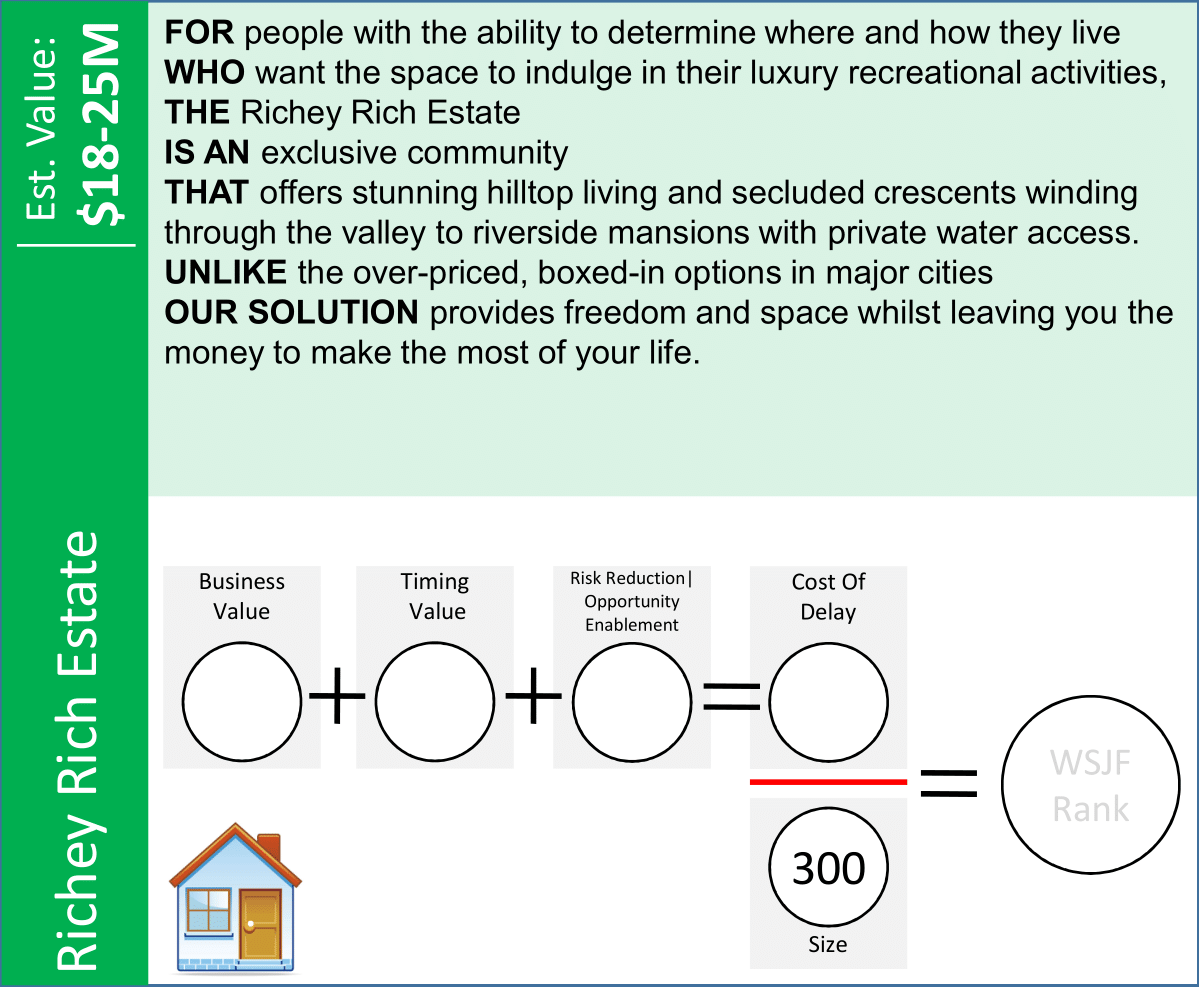 Est. Value:
$18-25M
Richey Rich Estate
FOR people with the ability to determine where and how they live
WHO want the space to indulge in their luxury recreational activities,
THE Richey Rich Estate
IS AN exclusive community
THAT offers stunning hilltop living and secluded crescents winding
through the valley to riverside mansions with private water access.
UNLIKE the over-priced, boxed-in options in major cities
OUR SOLUTION provides freedom and space whilst leaving you the
money to make the most of your life.
Business
Value
+
Timing
Value
+
Risk Reduction|
Opportunity
Enablement
=
Cost Of
Delay
300
Size
=
WSJF
Rank